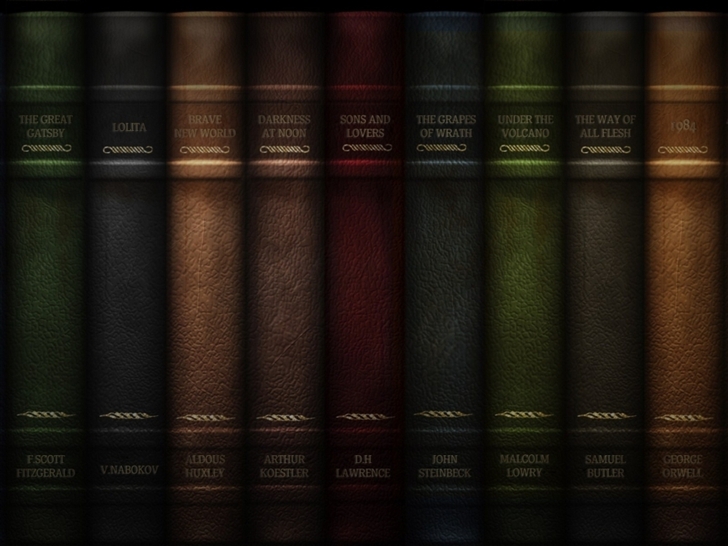 THE GREAT
GATSBY
LOLITA
BRAVE
NEW WORLD
DARKNESS
AT NOON
SONS AND
LOVERS
THE GRAPES
OF WRATH
UNDER THE
VOLCANO
THE WAY OF
ALL FLESH
1984
F.SCOTT
FITZGERALD
V.NABOKOV
ALDOUS
HUXLEY
ARTHUR
KOESTLER
D.H
LAWRENCE
JOHN
STEINBECK
MALCOLM
LOWRY
SAMUEL
BUTLER
GEORGE
ORWELL